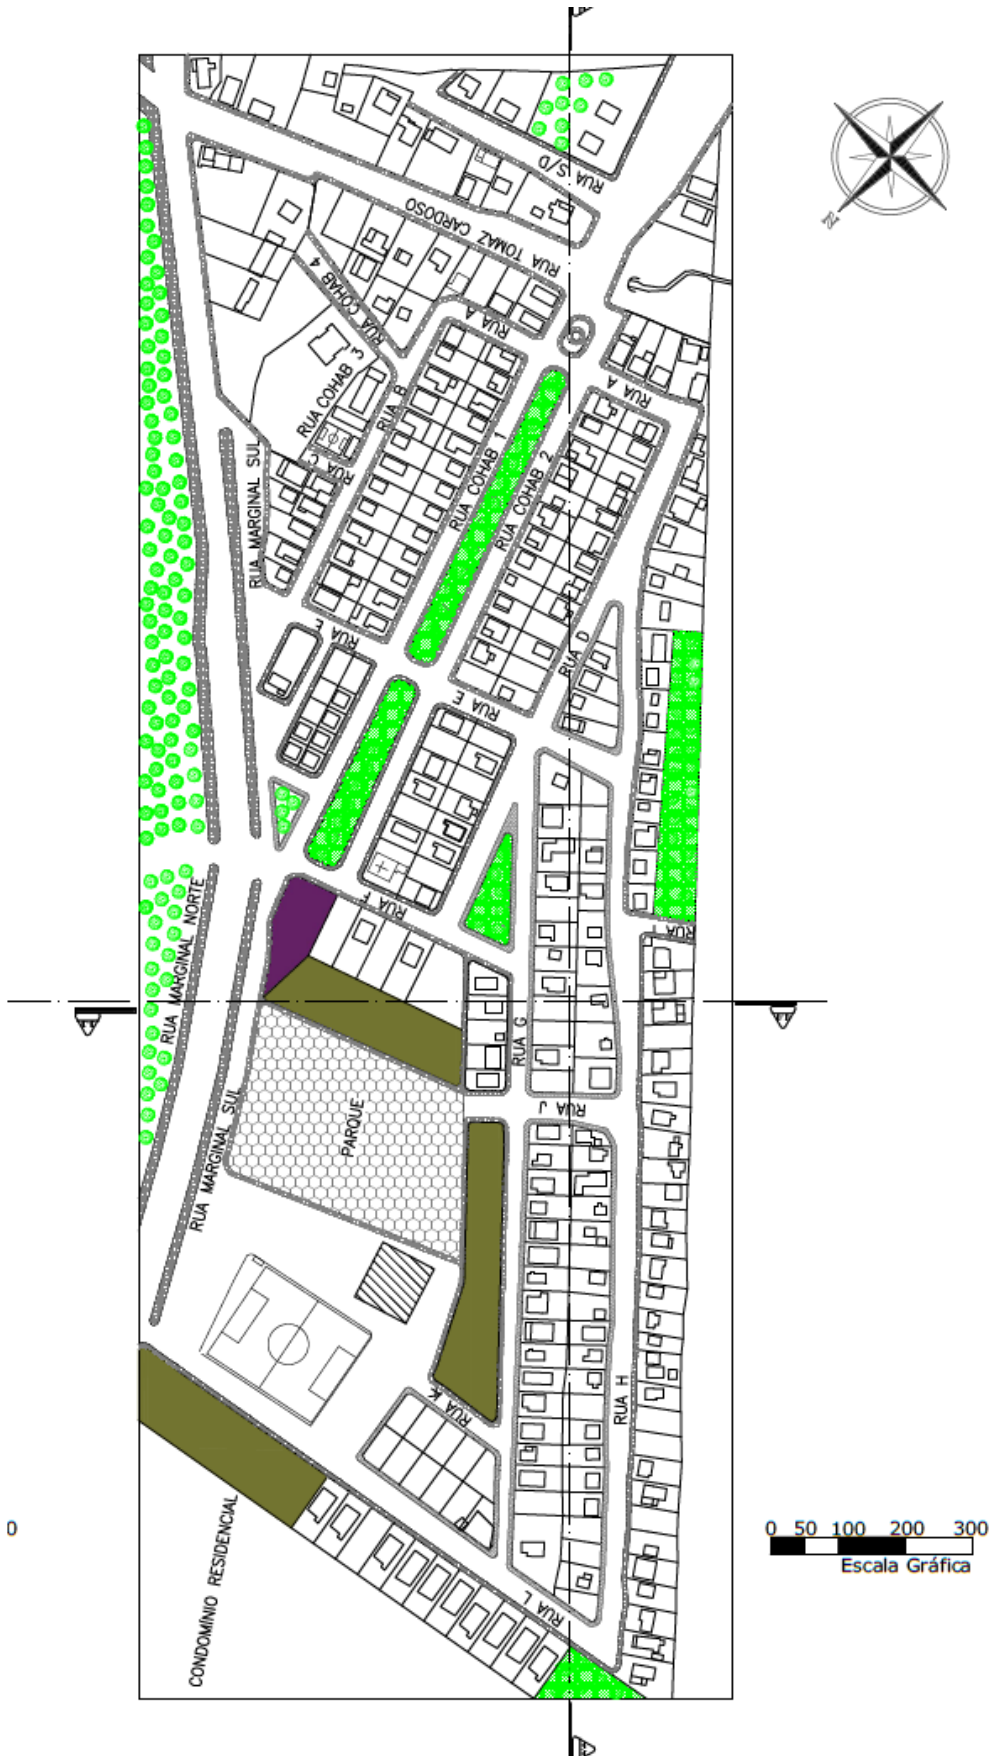 RUA S/D
N
RUA TOMAZ CARDOSO
RUA COHAB 4
RUA A
RUA COHAB 3
RUA B
RUA A
RUA C
RUA COHAB 1
RUA COHAB 2
RUA MARGINAL SUL
RUA E
RUA D
RUA E
RUA F
RUA MARGINAL NORTE
RUA I
RUA G
RUA J
PARQUE
RUA MARGINAL SUL
RUA K
RUA H
CONDOMÍNIO RESIDENCIAL
RUA L
0
0 50 100 200 300
Escala Gráfica